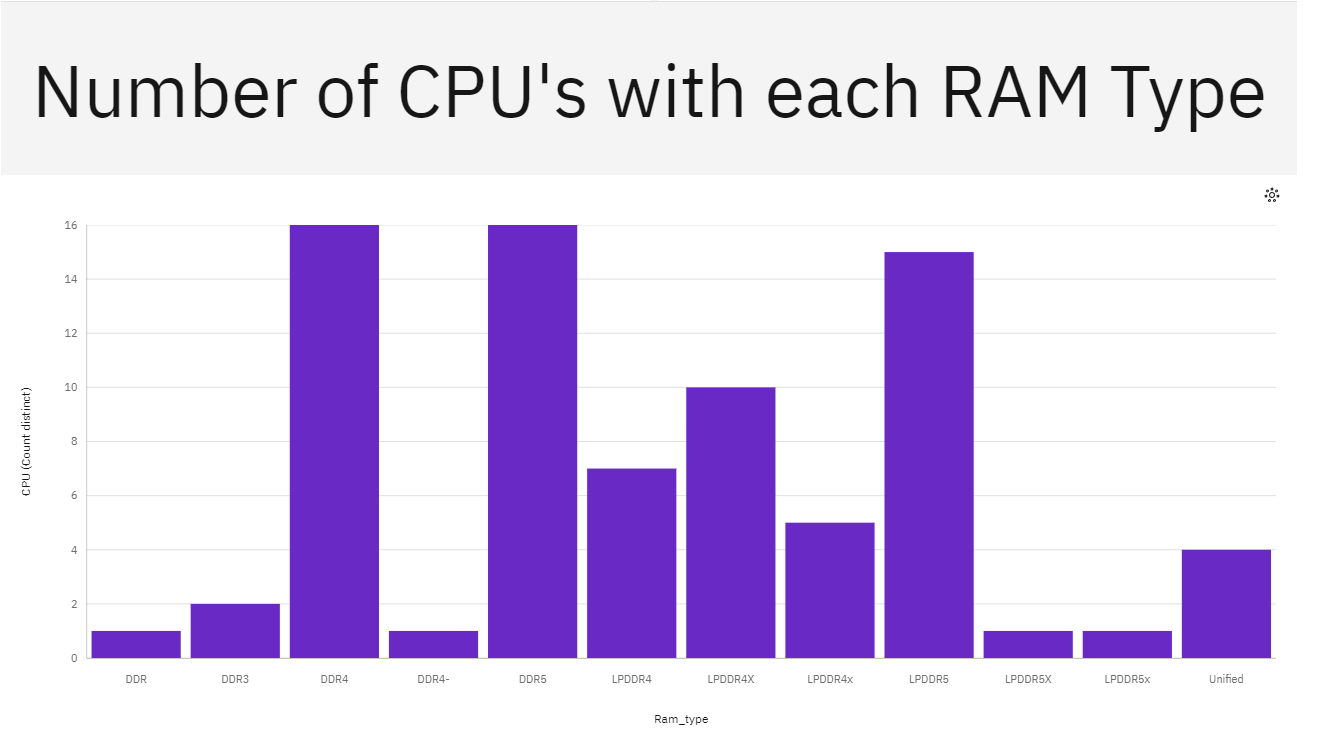 Number of CPU's with each RAM Type
16
14
12
10
8
6
4
2
0
CPU (Count distinct)
DDR DDR3 DDR4 DDR4- DDR5 LPDDR4 LPDDR4X LPDDR4x LPDDR5 LPDDR5X LPDDR5x Unified
Ram_type